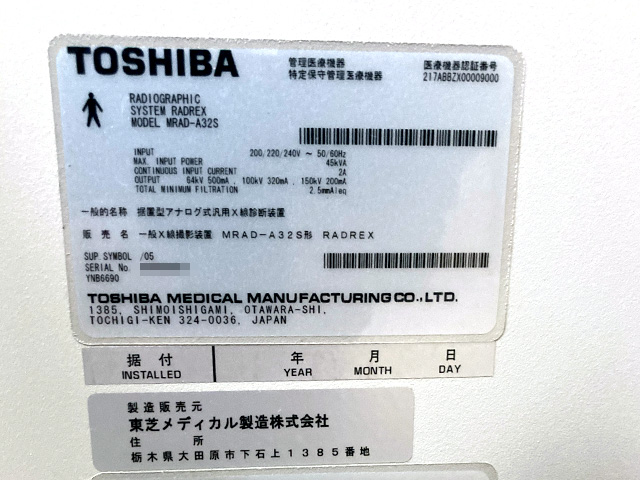 TOSHIBA
管理医療機器
特定保守管理医療機器
医療機器認証番号
217ABBZX00009000
RADIOGRAPHIC
SYSTEM RADREX
MODEL MRAD-A32S
INPUT 200/220/240V ～ 50/60Hz
MAX. INPUT POWER 45kVA
CONTINUOUS INPUT CURRENT 2A
OUTPUT 64kV 500mA, 100kV 320mA, 150kV 200mA
TOTAL MINIMUM FILTRATION 2.5mmAleq
一般的名称 据置型アナログ式汎用X線診断装置
販売名 一般X線撮影装置 MRAD-A32S形 RADREX
SUP. SYMBOL /05
SERIAL No.
YNB6690
TOSHIBA MEDICAL MANUFACTURING CO., LTD.
1385, SHIMOISHIGAMI, OTAWARA-SHI,
TOCHIGI-KEN 324-0036, JAPAN
据付 年 月 日
INSTALLED YEAR MONTH DAY
製造販売元
東芝メディカル製造株式会社
住所
栃木県大田原市下石上1385番地